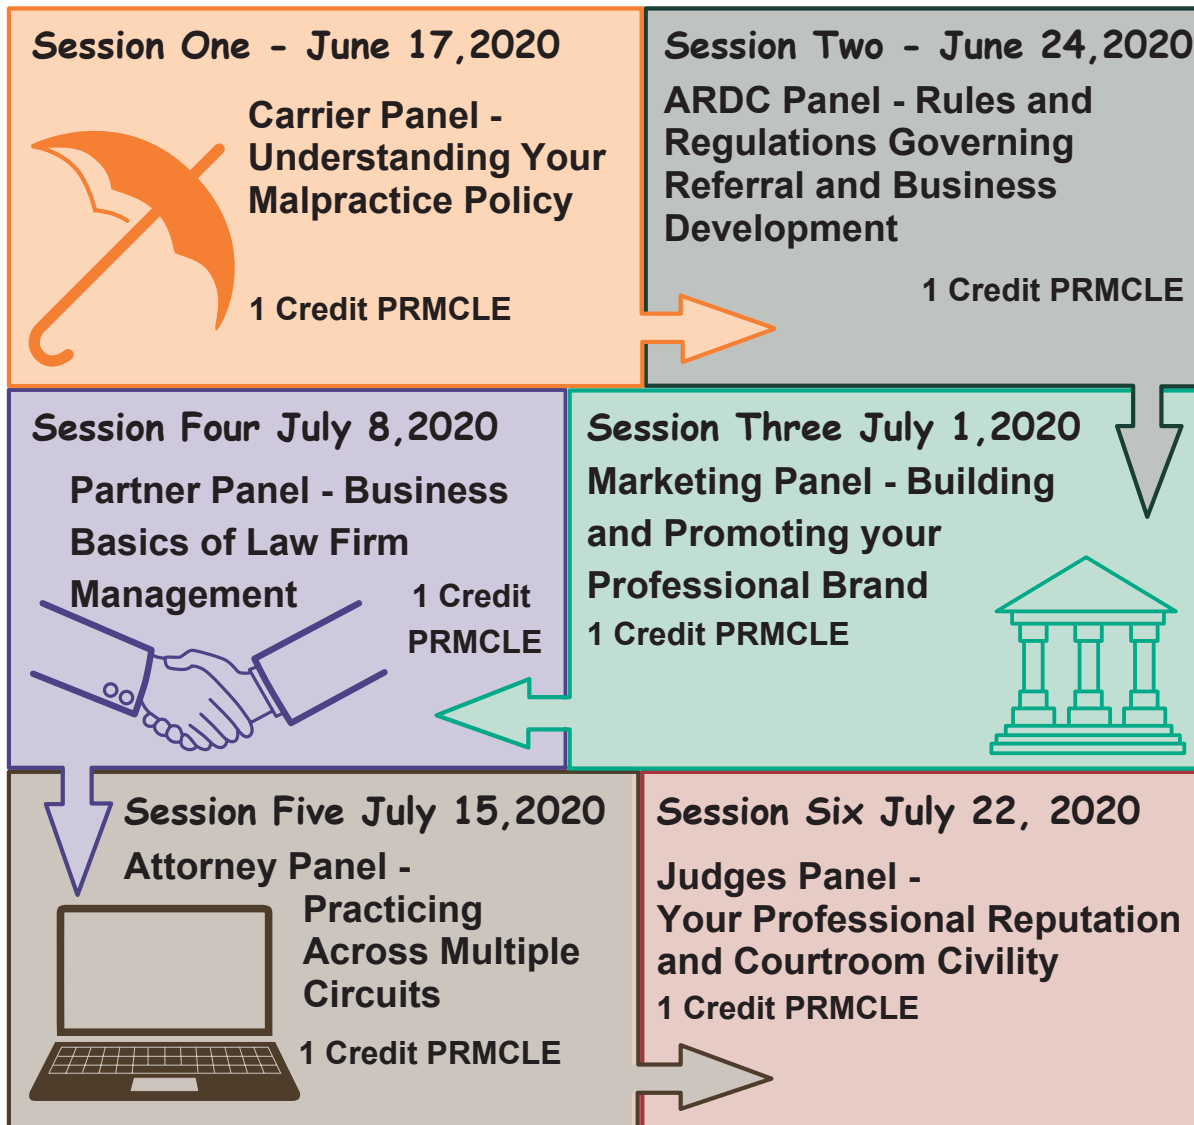 Session One - June 17,2020
Carrier Panel -
Understanding Your
Malpractice Policy
1 Credit PRMCLE
Session Two - June 24,2020
ARDC Panel - Rules and
Regulations Governing
Referral and Business
Development
1 Credit PRMCLE
Session Three July 1,2020
Marketing Panel - Building
and Promoting your
Professional Brand
1 Credit PRMCLE
Session Four July 8,2020
Partner Panel - Business
Basics of Law Firm
Management
1 Credit
PRMCLE
Session Five July 15,2020
Attorney Panel -
Practicing
Across Multiple
Circuits
1 Credit PRMCLE
Session Six July 22, 2020
Judges Panel -
Your Professional Reputation
and Courtroom Civility
1 Credit PRMCLE